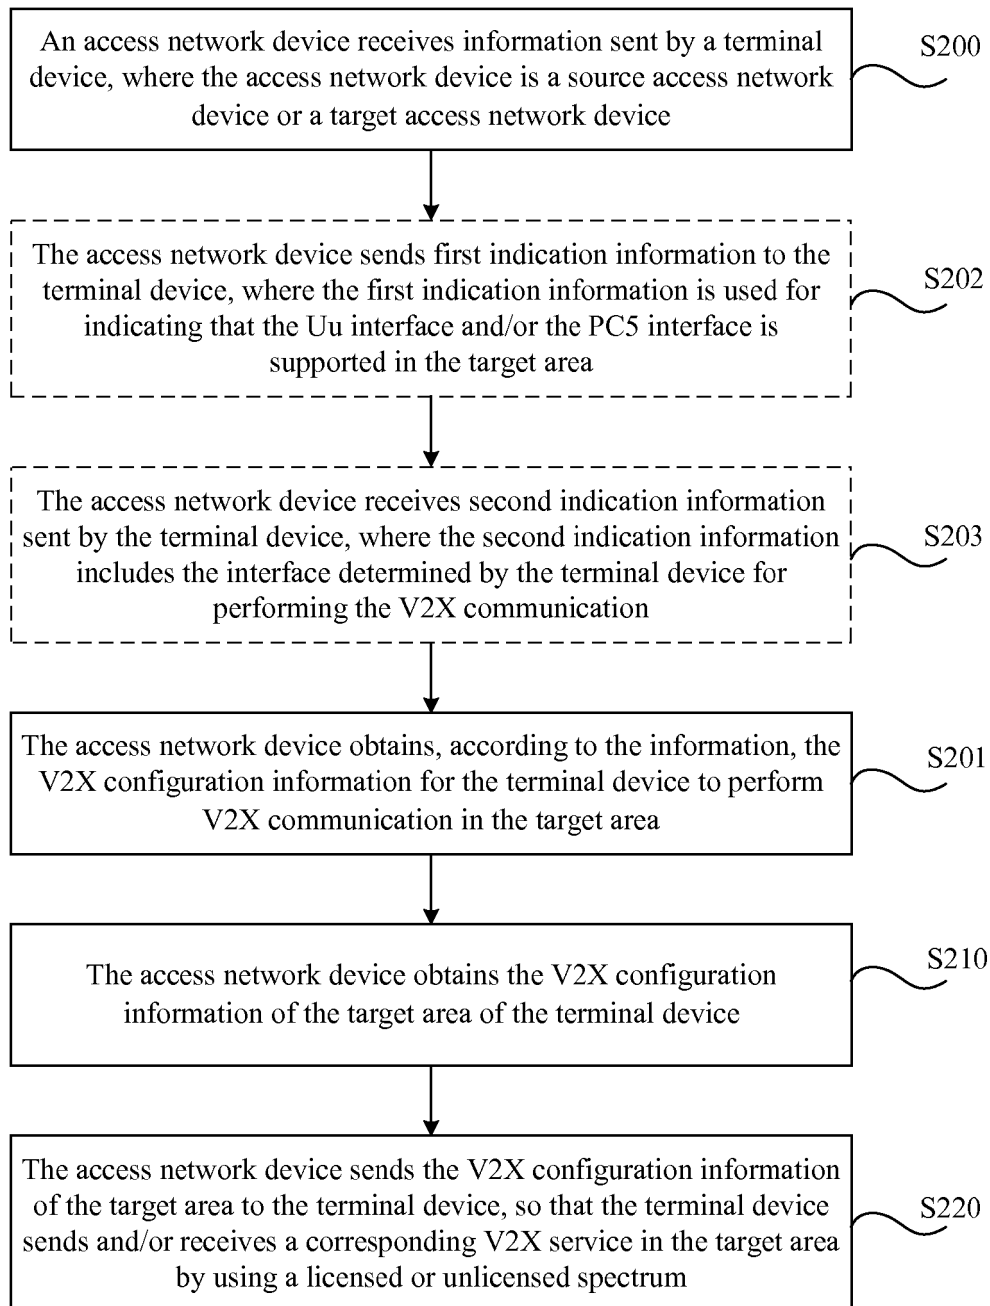 An access network device receives information sent by a terminal
device, where the access network device is a source access network
device or a target access network device
S200
The access network device sends first indication information to the
terminal device, where the first indication information is used for
indicating that the Uu interface and/or the PC5 interface is
supported in the target area
S202
The access network device receives second indication information
sent by the terminal device, where the second indication information
includes the interface determined by the terminal device for
performing the V2X communication
S203
The access network device obtains, according to the information, the
V2X configuration information for the terminal device to perform
V2X communication in the target area
S201
The access network device obtains the V2X configuration
information of the target area of the terminal device
S210
The access network device sends the V2X configuration information
of the target area to the terminal device, so that the terminal device
sends and/or receives a corresponding V2X service in the target area
by using a licensed or unlicensed spectrum
S220